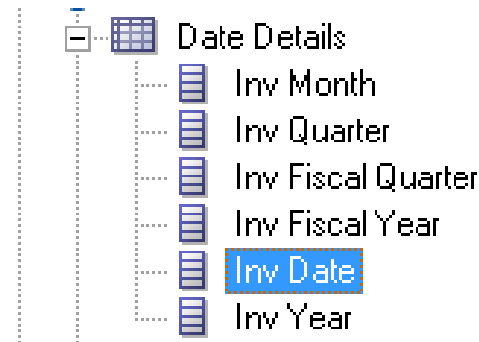 Date Details
Inv Month
Inv Quarter
Inv Fiscal Quarter
Inv Fiscal Year
Inv Date
Inv Year